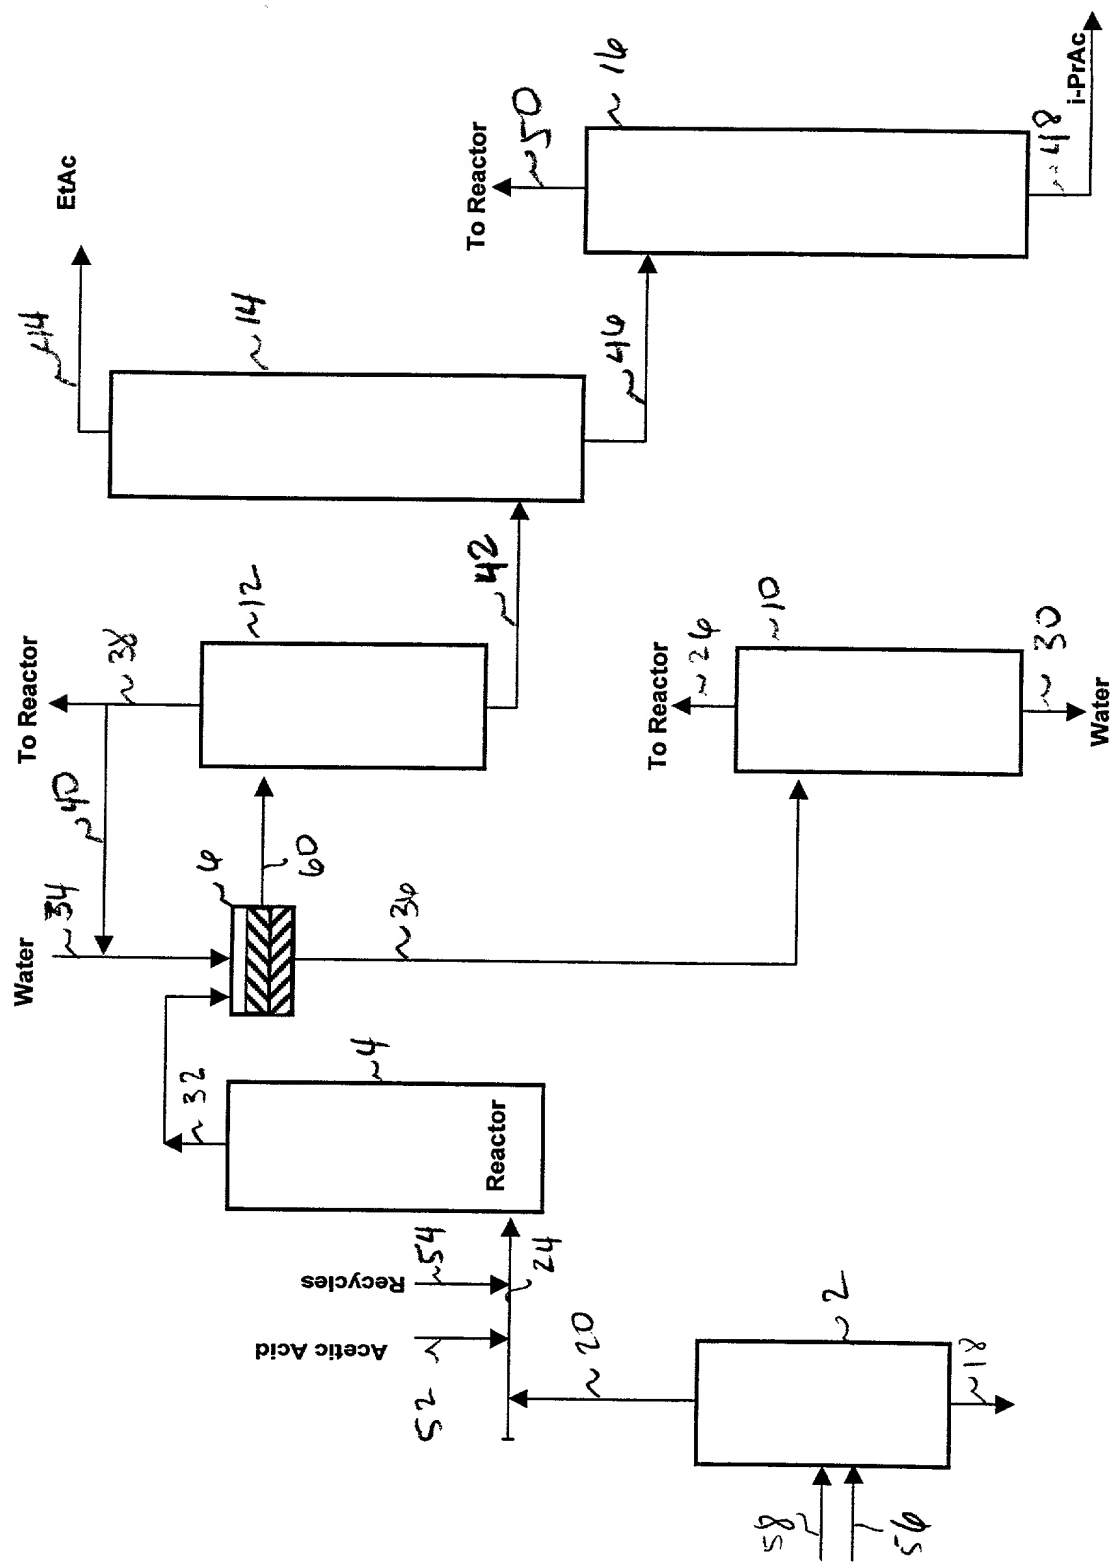 58
56
2
18
20
52
Acetic Acid
Recycles
54
24
Reactor
4
32
Water
34
40
6
60
36
To Reactor
38
12
42
To Reactor
26
10
30
Water
44
EtAc
14
46
To Reactor
50
16
48
i-PrAc